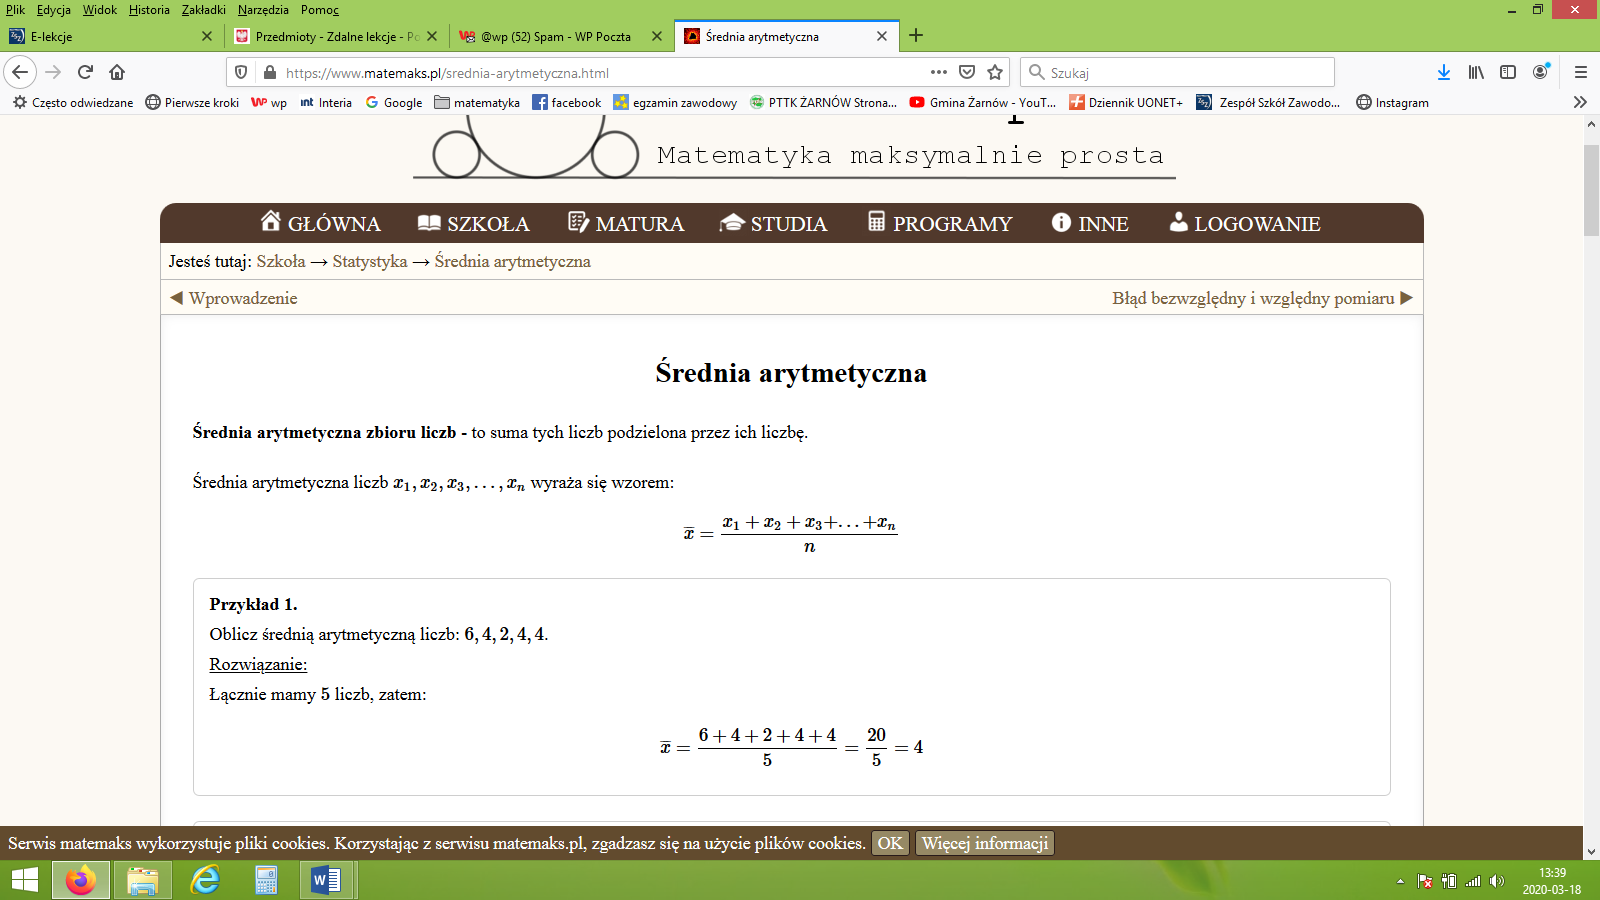 Plik Edycja Widok Historia Zakładki Narzędzia Pomoc
E-lekcje
Przedmioty - Zdalne lekcje - Po
@wp (52) Spam - WP Poczta
Średnia arytmetyczna
https://www.matemaks.pl/srednia-arytmetyczna.html
Szukaj
Często odwiedzane Pierwsze kroki wp Interia Google matematyka facebook egzamin zawodowy PTTK ŻARNÓW Strona... Gmina Żarnów - YouT... Dziennik UONET+ Zespół Szkół Zawodo... Instagram
Matematyka maksymalnie prosta
GŁÓWNA SZKOŁA MATURA STUDIA PROGRAMY INNE LOGOWANIE
Jesteś tutaj: Szkoła → Statystyka → Średnia arytmetyczna
◀ Wprowadzenie
Błąd bezwzględny i względny pomiaru ▶
Średnia arytmetyczna
Średnia arytmetyczna zbioru liczb - to suma tych liczb podzielona przez ich liczbę.
Średnia arytmetyczna liczb x₁, x₂, x₃, …, xₙ wyraża się wzorem:
x̅ = (x₁ + x₂ + x₃+…+xₙ) / n
Przykład 1.
Oblicz średnią arytmetyczną liczb: 6, 4, 2, 4, 4.
Rozwiązanie:
Łącznie mamy 5 liczb, zatem:
x̅ = (6 + 4 + 2 + 4 + 4) / 5 = 20 / 5 = 4
Serwis matemaks wykorzystuje pliki cookies. Korzystając z serwisu matemaks.pl, zgadzasz się na użycie plików cookies. OK Więcej informacji
13:39
2020-03-18